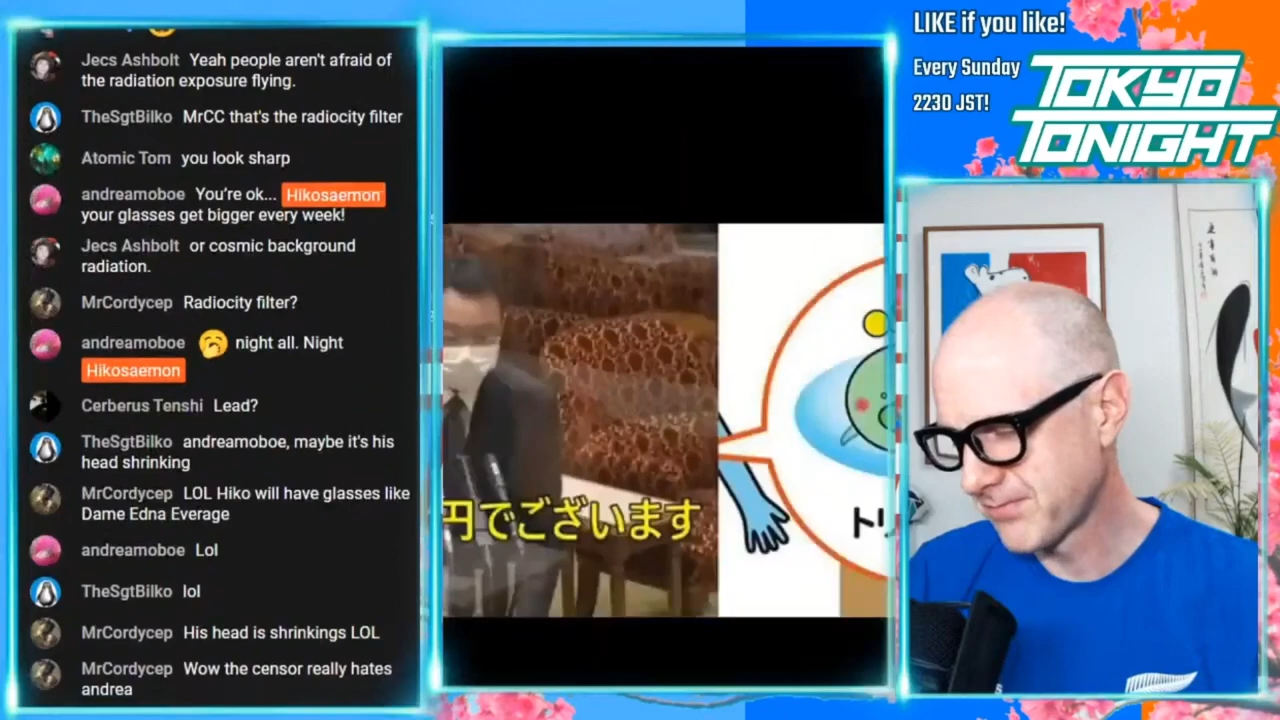 Jecs Ashbolt Yeah people aren't afraid of
the radiation exposure flying.
TheSgtBilko MrCC that's the radiocity filter
Atomic Tom you look sharp
andreamoboe You're ok... Hikosaemon
your glasses get bigger every week!
Jecs Ashbolt or cosmic background
radiation.
MrCordycep Radiocity filter?
andreamoboe night all. Night
Hikosaemon
Cerberus Tenshi Lead?
TheSgtBilko andreamoboe, maybe it's his
head shrinking
MrCordycep LOL Hiko will have glasses like
Dame Edna Everage
andreamoboe Lol
TheSgtBilko lol
MrCordycep His head is shrinkings LOL
MrCordycep Wow the censor really hates
andrea
円でございます
トリ
LIKE if you like!
Every Sunday
2230 JST!
TOKYO
TONIGHT